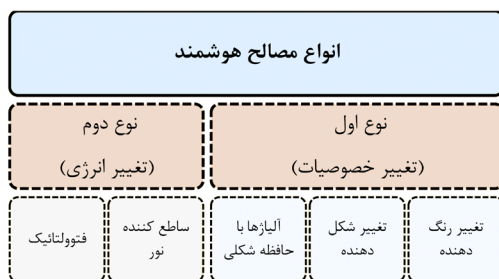 انواع مصالح هوشمند
نوع اول
(تغییر خصوصیات)
نوع دوم
(تغییر انرژی)
تغییر رنگ
دهنده
تغییر شکل
دهنده
آلیاژها با
حافظه شکلی
ساطع کننده
نور
فتوولتائیک